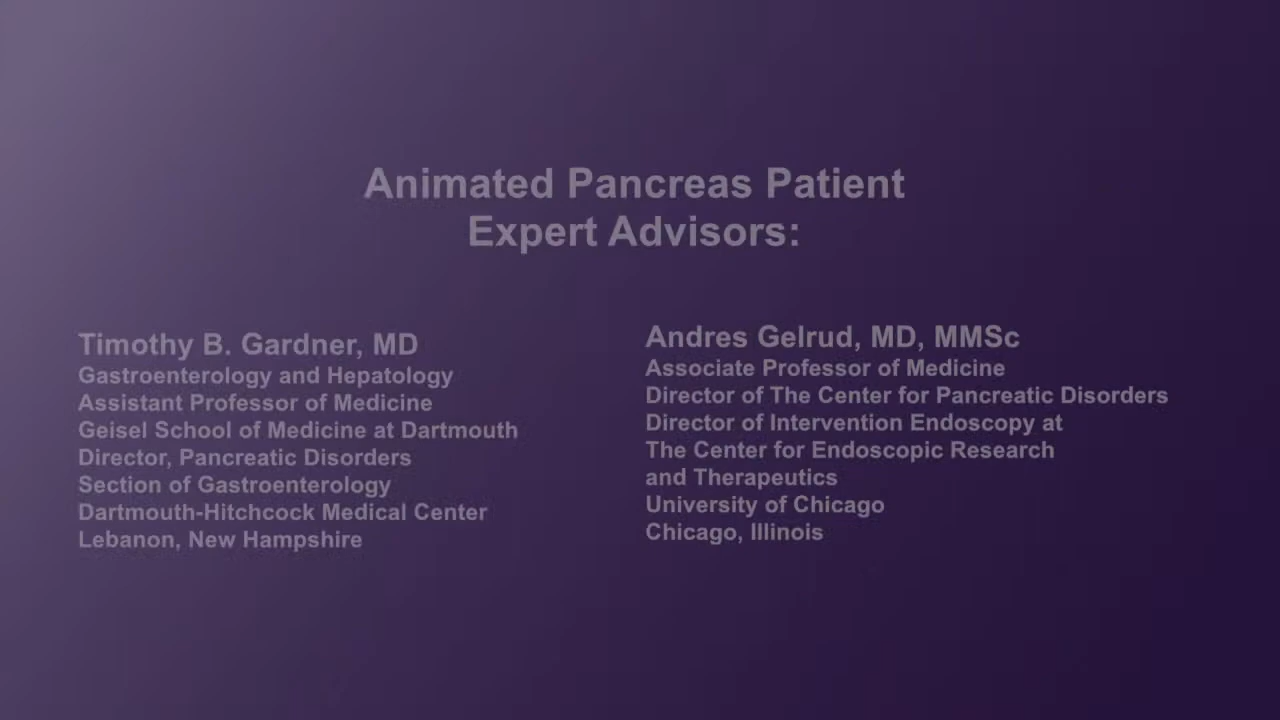 Animated Pancreas Patient
Expert Advisors:
Timothy B. Gardner, MD
Gastroenterology and Hepatology
Assistant Professor of Medicine
Geisel School of Medicine at Dartmouth
Director, Pancreatic Disorders
Section of Gastroenterology
Dartmouth-Hitchcock Medical Center
Lebanon, New Hampshire
Andres Gelrud, MD, MMSc
Associate Professor of Medicine
Director of The Center for Pancreatic Disorders
Director of Intervention Endoscopy at
The Center for Endoscopic Research
and Therapeutics
University of Chicago
Chicago, Illinois